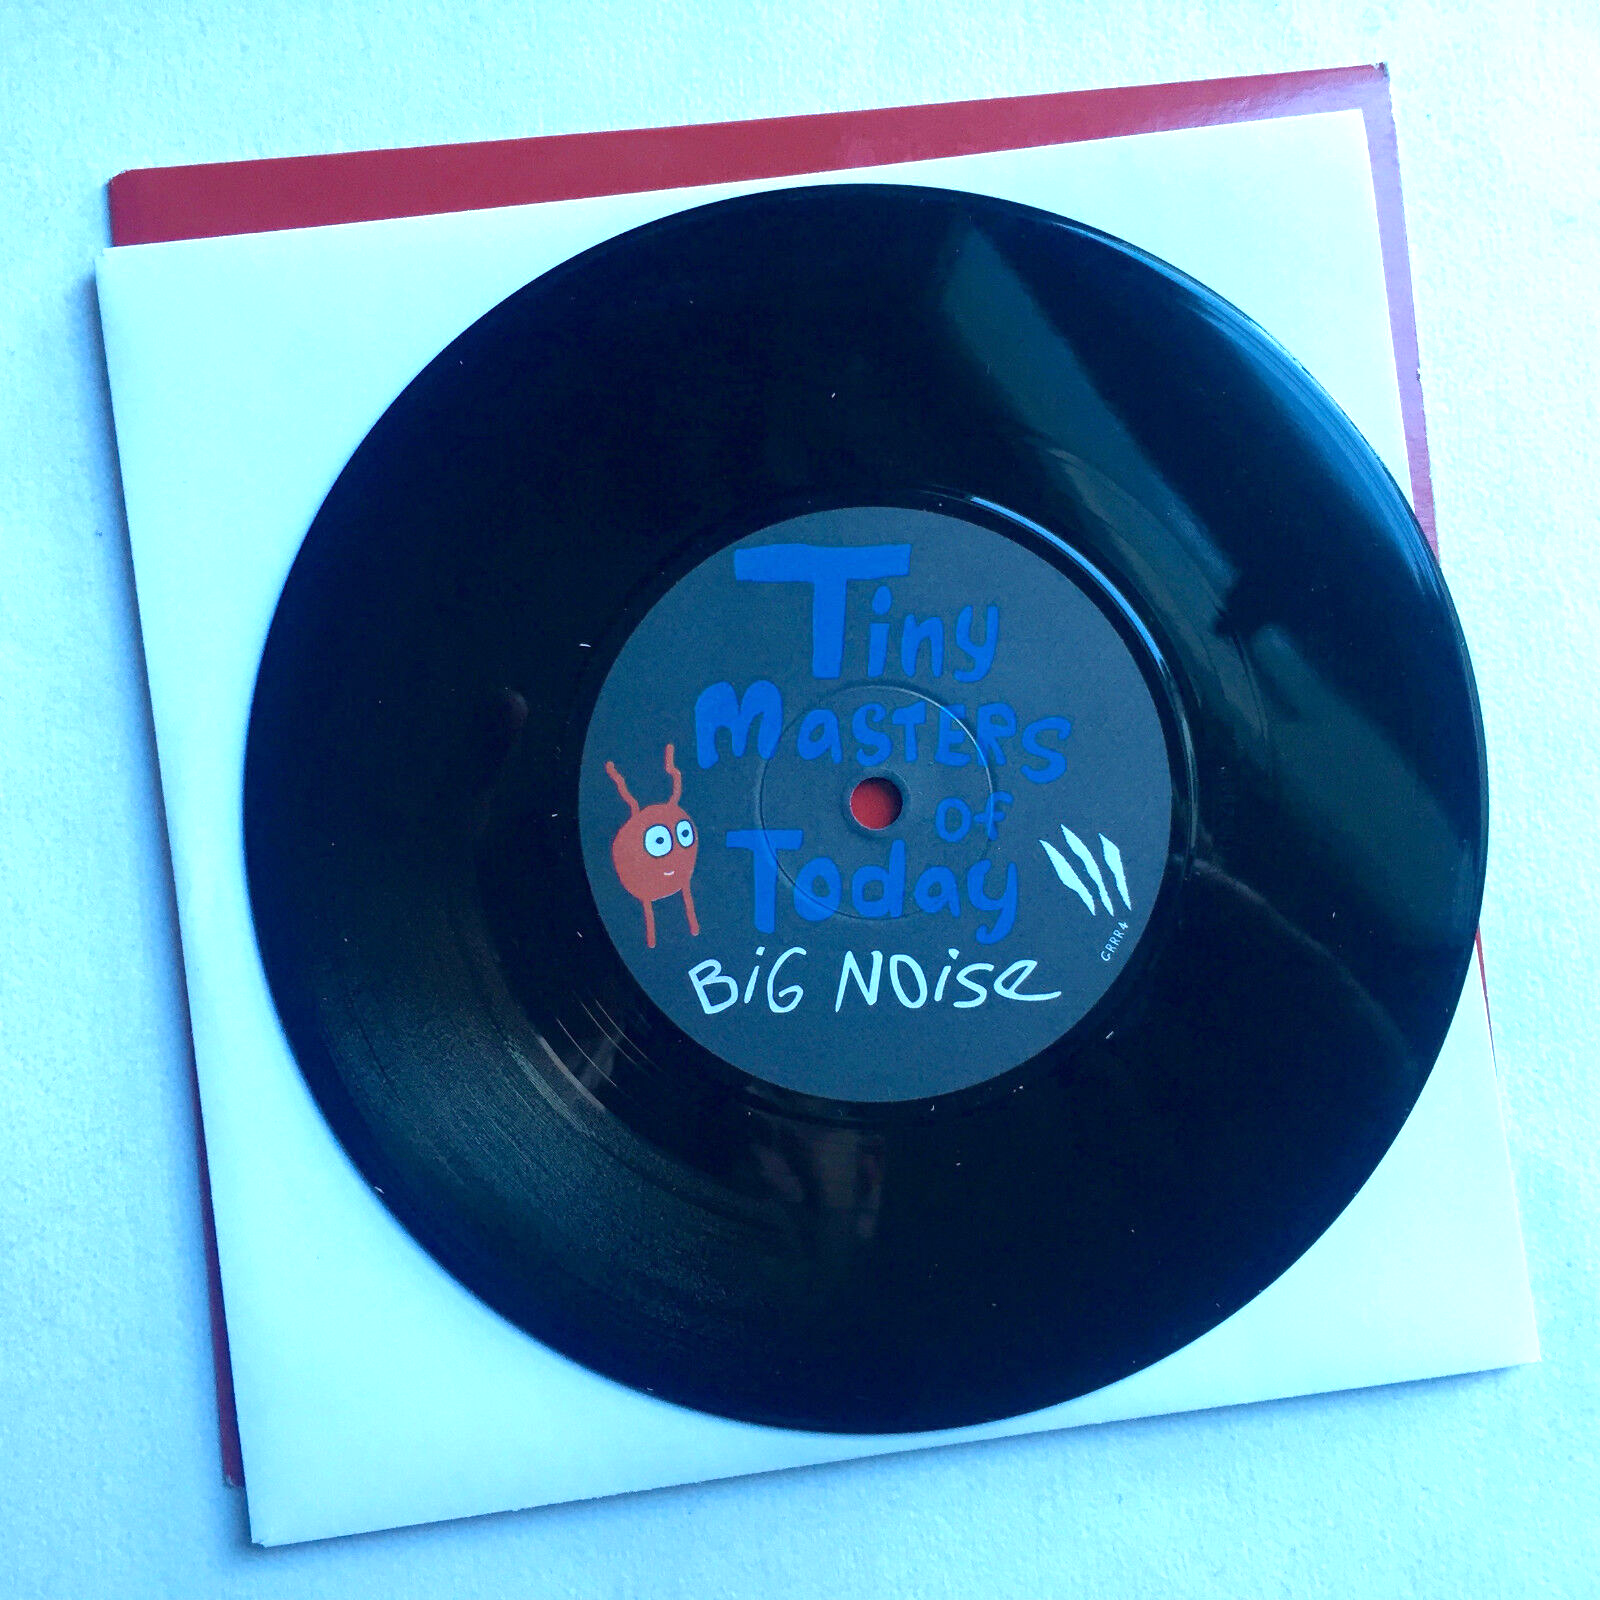 Tiny
Masters
of
Today
BiG NOise
GRRR4